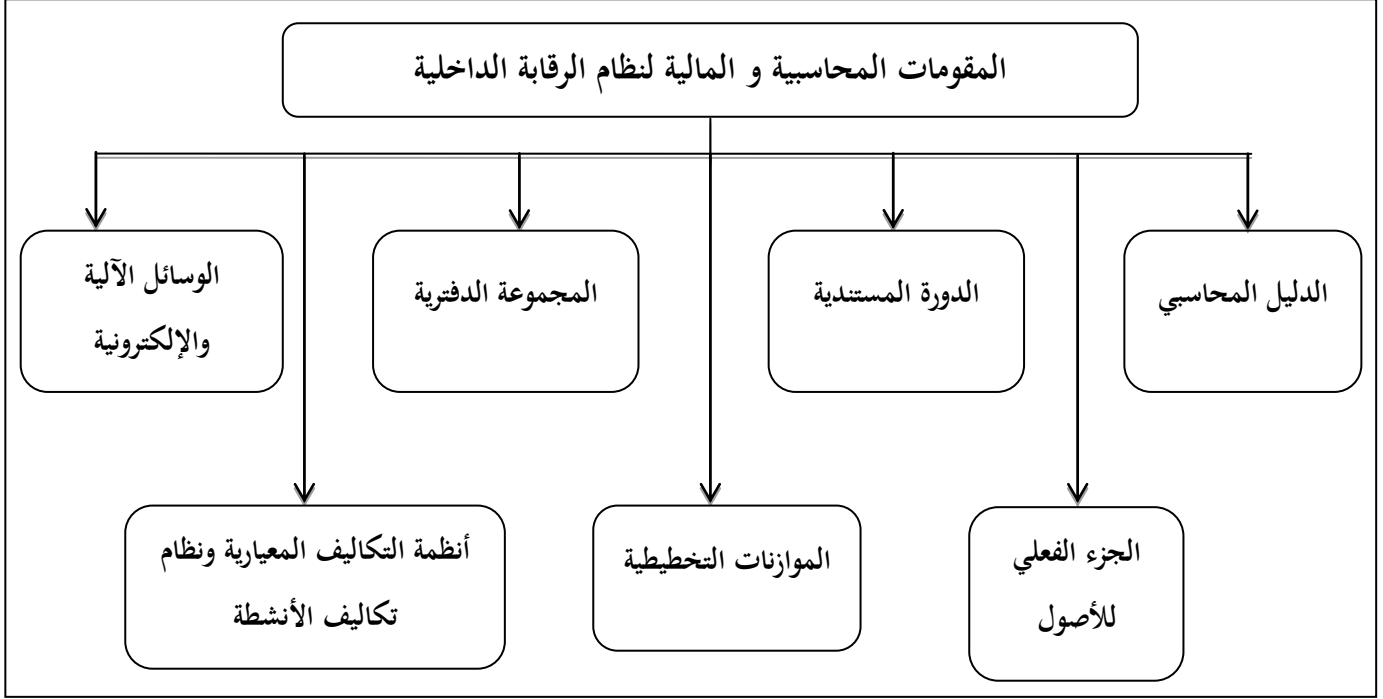 المقومات المحاسبية و المالية لنظام الرقابة الداخلية
الدليل المحاسبي
الدورة المستندية
المجموعة الدفترية
الوسائل الآلية
والإلكترونية
الجزء الفعلي
للأصول
الموازنات التخطيطية
أنظمة التكاليف المعيارية ونظام
تكاليف الأنشطة